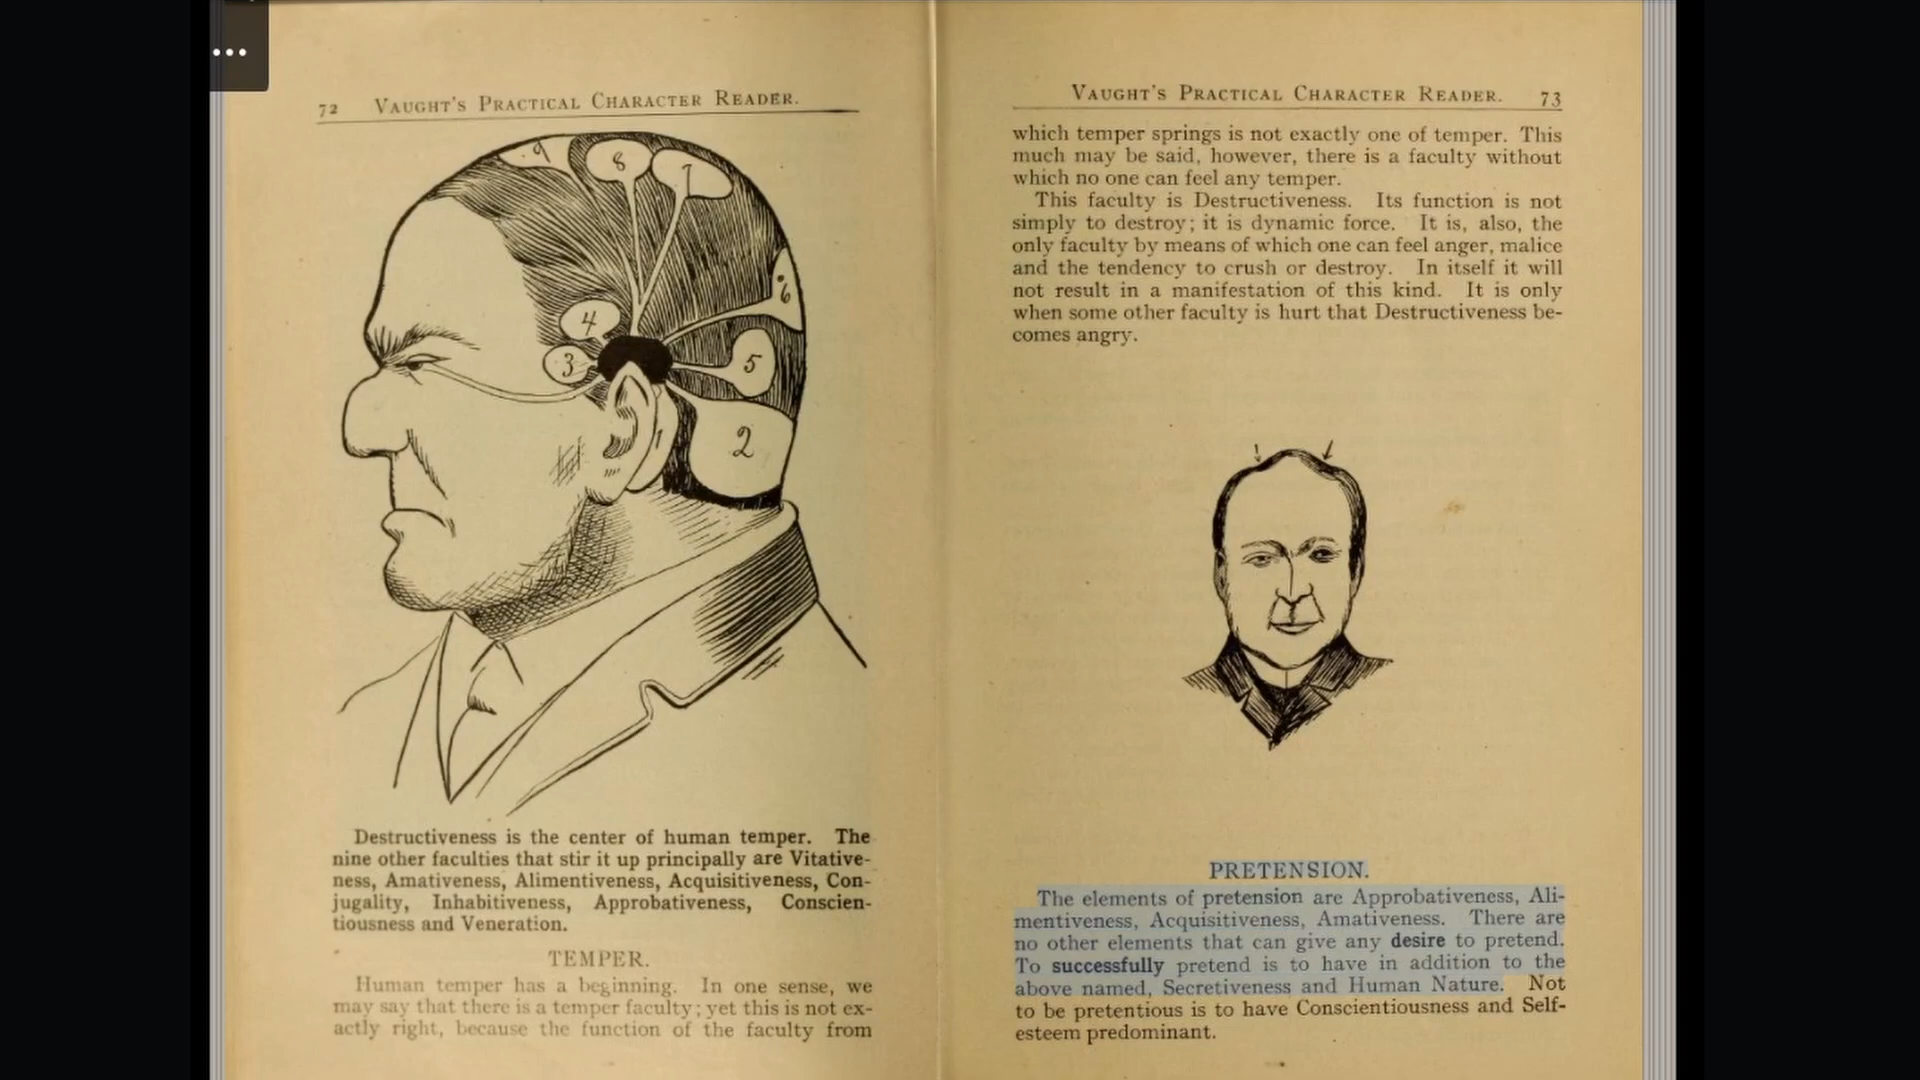 72 VAUGHT'S PRACTICAL CHARACTER READER.
9
8
7
6
4
3
5
1
2
Destructiveness is the center of human temper. The
nine other faculties that stir it up principally are Vitative-
ness, Amativeness, Alimentiveness, Acquisitiveness, Con-
jugality, Inhabitiveness, Approbativeness, Conscien-
tiousness and Veneration.
TEMPER.
Human temper has a beginning. In one sense, we
may say that there is a temper faculty; yet this is not ex-
actly right, because the function of the faculty from
VAUGHT'S PRACTICAL CHARACTER READER. 73
which temper springs is not exactly one of temper. This
much may be said, however, there is a faculty without
which no one can feel any temper.
This faculty is Destructiveness. Its function is not
simply to destroy; it is dynamic force. It is, also, the
only faculty by means of which one can feel anger, malice
and the tendency to crush or destroy. In itself it will
not result in a manifestation of this kind. It is only
when some other faculty is hurt that Destructiveness be-
comes angry.
PRETENSION.
The elements of pretension are Approbativeness, Ali-
mentiveness, Acquisitiveness, Amativeness. There are
no other elements that can give any desire to pretend.
To successfully pretend is to have in addition to the
above named, Secretiveness and Human Nature. Not
to be pretentious is to have Conscientiousness and Self-
esteem predominant.